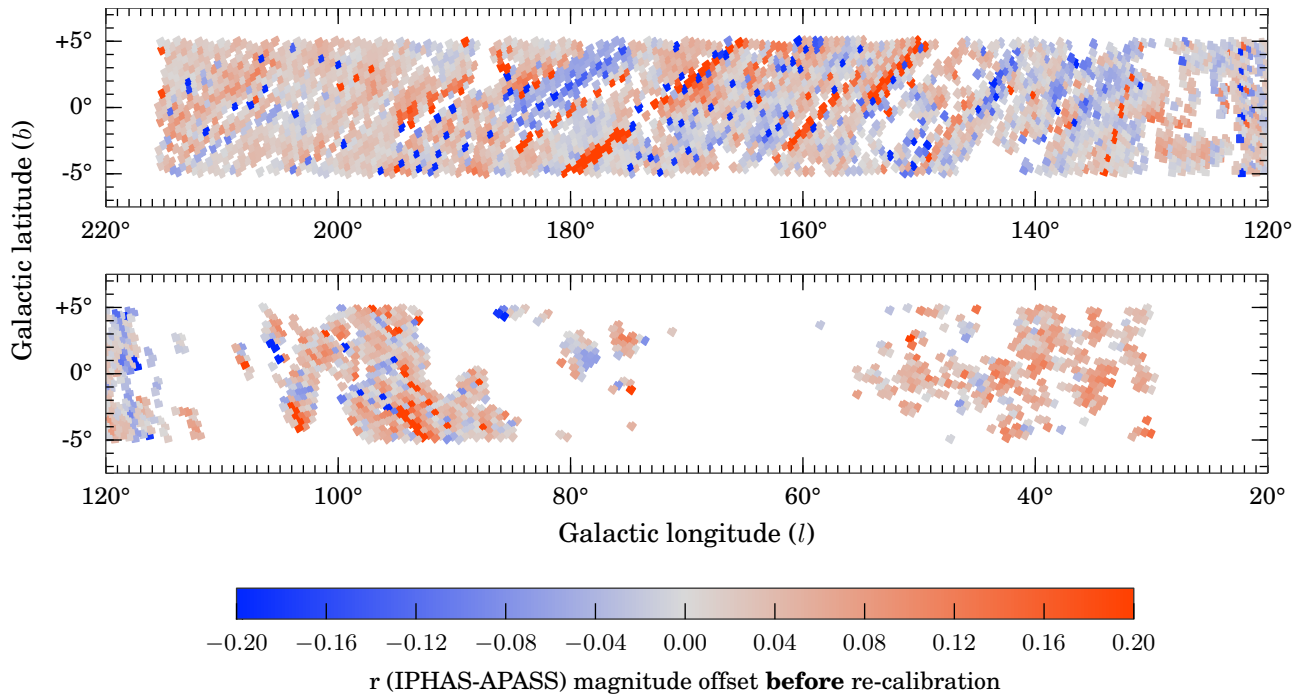 +5°
0°
-5°
220° 200° 180° 160° 140° 120°
Galactic latitude (b)
+5°
0°
-5°
120° 100° 80° 60° 40° 20°
Galactic longitude (l)
−0.20 −0.16 −0.12 −0.08 −0.04 0.00 0.04 0.08 0.12 0.16 0.20
r (IPHAS-APASS) magnitude offset before re-calibration